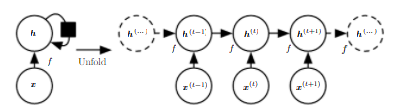 h h^(...) h^(t-1) h^(t) h^(t+1) h^(...)
f f f f f
Unfold
x x^(t-1) x^(t) x^(t+1)